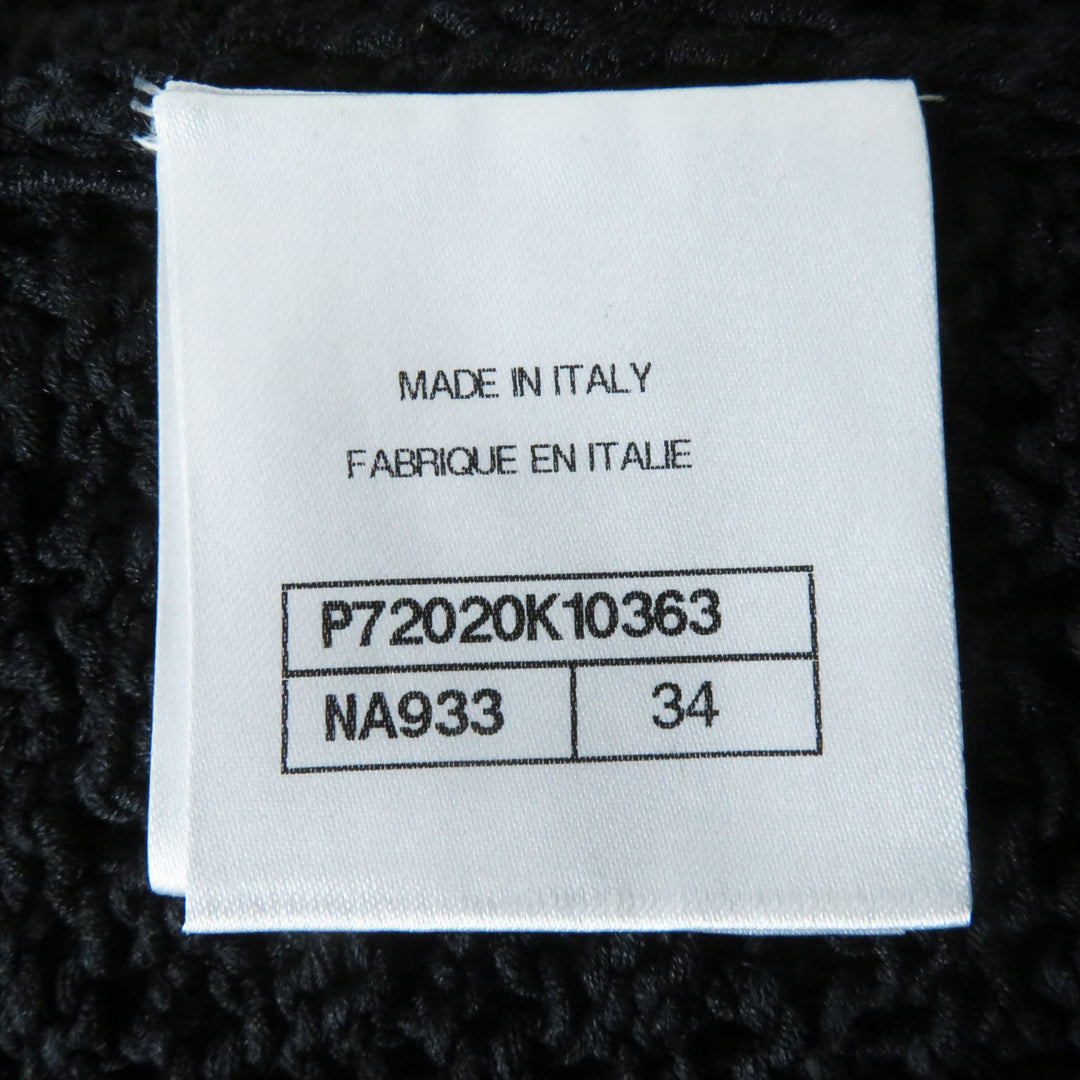 MADE IN ITALY
FABRIQUE EN ITALIE
P72020K10363
NA933 34